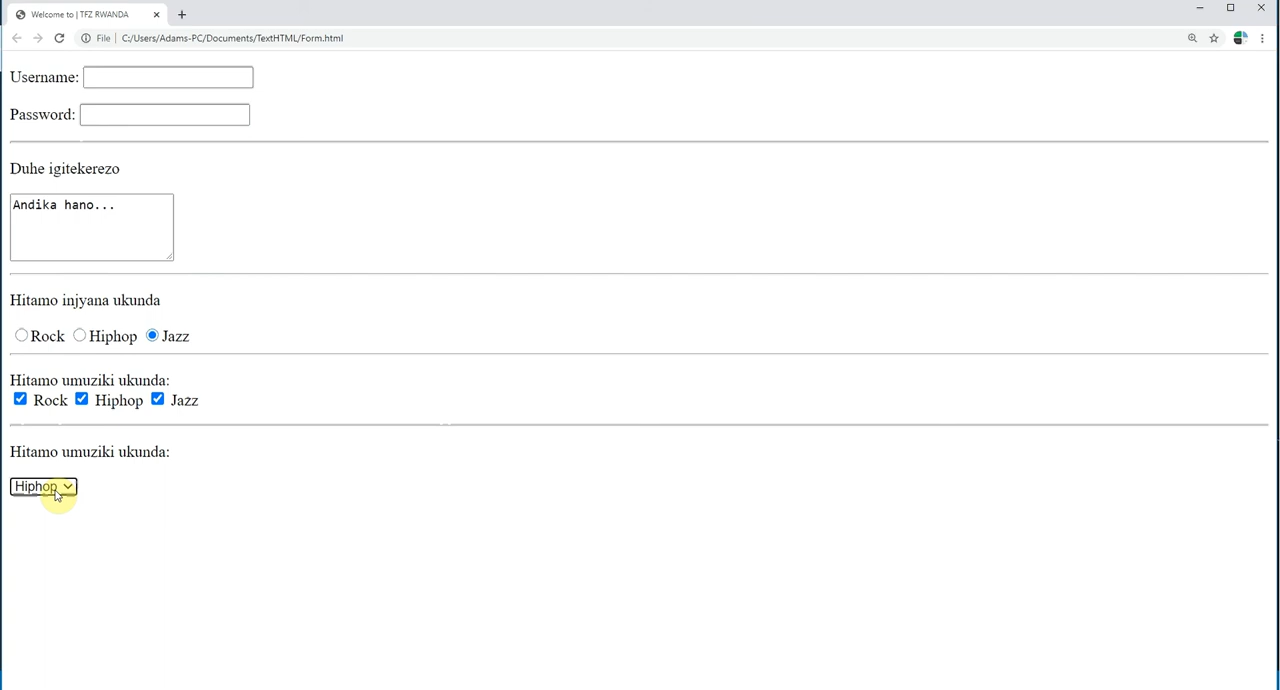 Welcome to | TFZ RWANDA
File | C:/Users/Adams-PC/Documents/TextHTML/Form.html
Username:
Password:
Duhe igitekerezo
Andika hano...
Hitamo injyana ukunda
Rock Hiphop Jazz
Hitamo umuziki ukunda:
Rock Hiphop Jazz
Hitamo umuziki ukunda:
Hiphop